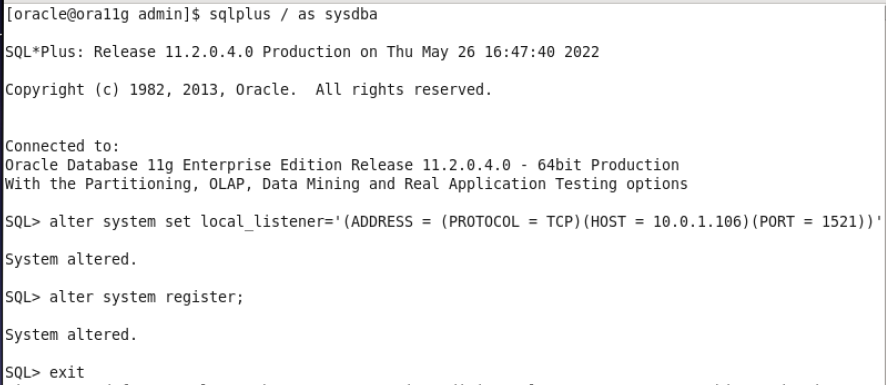 [oracle@ora11g admin]$ sqlplus / as sysdba
SQL*Plus: Release 11.2.0.4.0 Production on Thu May 26 16:47:40 2022
Copyright (c) 1982, 2013, Oracle.  All rights reserved.
Connected to:
Oracle Database 11g Enterprise Edition Release 11.2.0.4.0 - 64bit Production
With the Partitioning, OLAP, Data Mining and Real Application Testing options
SQL> alter system set local_listener='(ADDRESS = (PROTOCOL = TCP)(HOST = 10.0.1.106)(PORT = 1521))'
System altered.
SQL> alter system register;
System altered.
SQL> exit